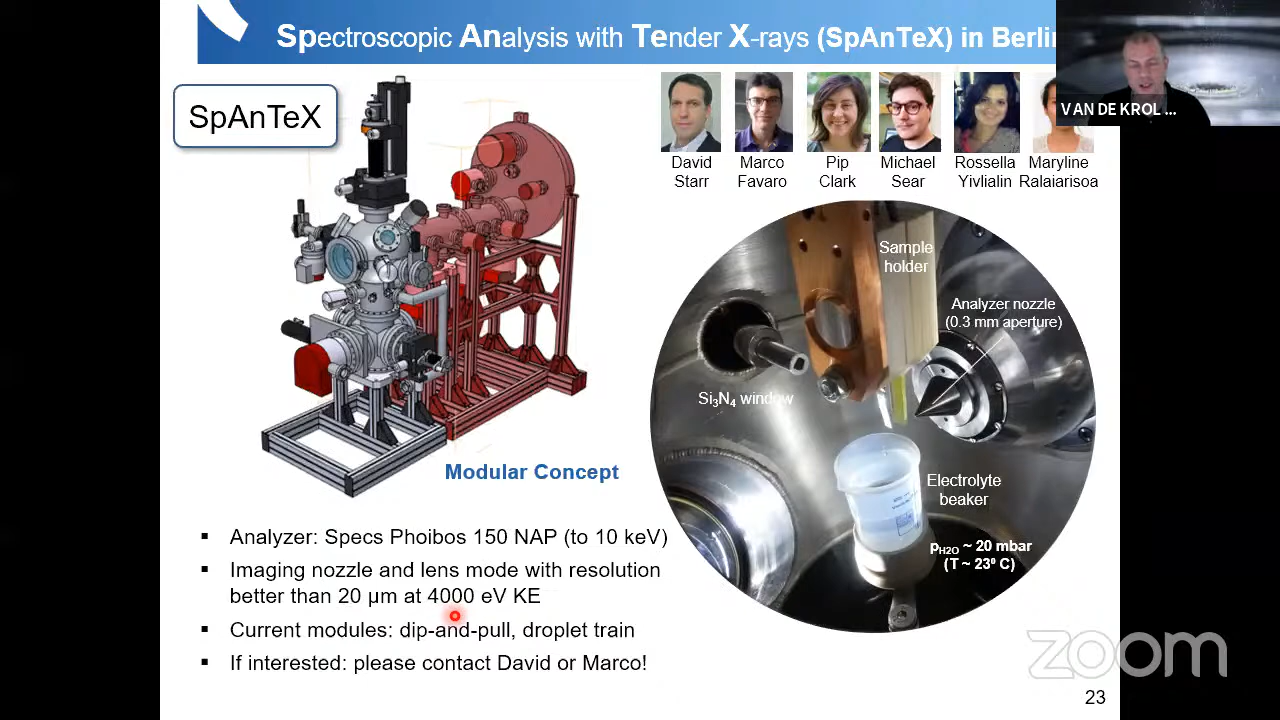 Spectroscopic Analysis with Tender X-rays (SpAnTeX) in Berlin
VAN DE KROL ...
SpAnTeX
David
Starr
Marco
Favaro
Pip
Clark
Michael
Sear
Rossella
Yivlialin
Maryline
Ralaiarisoa
Sample
holder
Analyzer nozzle
(0.3 mm aperture)
Si₃N₄ window
Electrolyte
beaker
pH2O ~ 20 mbar
(T ~ 23º C)
Modular Concept
▪ Analyzer: Specs Phoibos 150 NAP (to 10 keV)
▪ Imaging nozzle and lens mode with resolution
better than 20 µm at 4000 eV KE
▪ Current modules: dip-and-pull, droplet train
▪ If interested: please contact David or Marco!
zoom
23